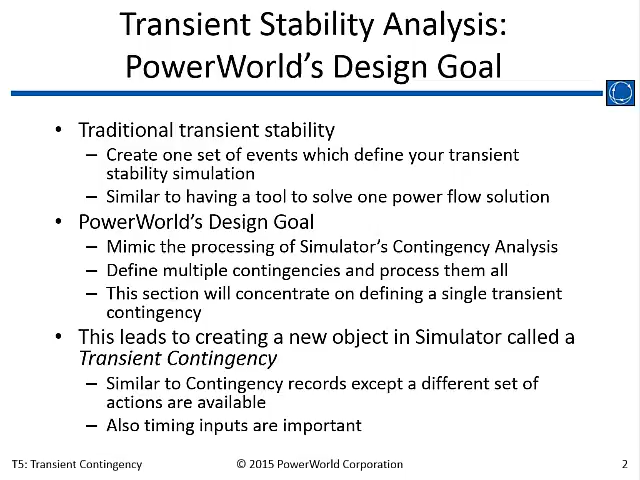 Transient Stability Analysis:
PowerWorld's Design Goal
• Traditional transient stability
– Create one set of events which define your transient
stability simulation
– Similar to having a tool to solve one power flow solution
• PowerWorld's Design Goal
– Mimic the processing of Simulator's Contingency Analysis
– Define multiple contingencies and process them all
– This section will concentrate on defining a single transient
contingency
• This leads to creating a new object in Simulator called a
Transient Contingency
– Similar to Contingency records except a different set of
actions are available
– Also timing inputs are important
T5: Transient Contingency
© 2015 PowerWorld Corporation
2